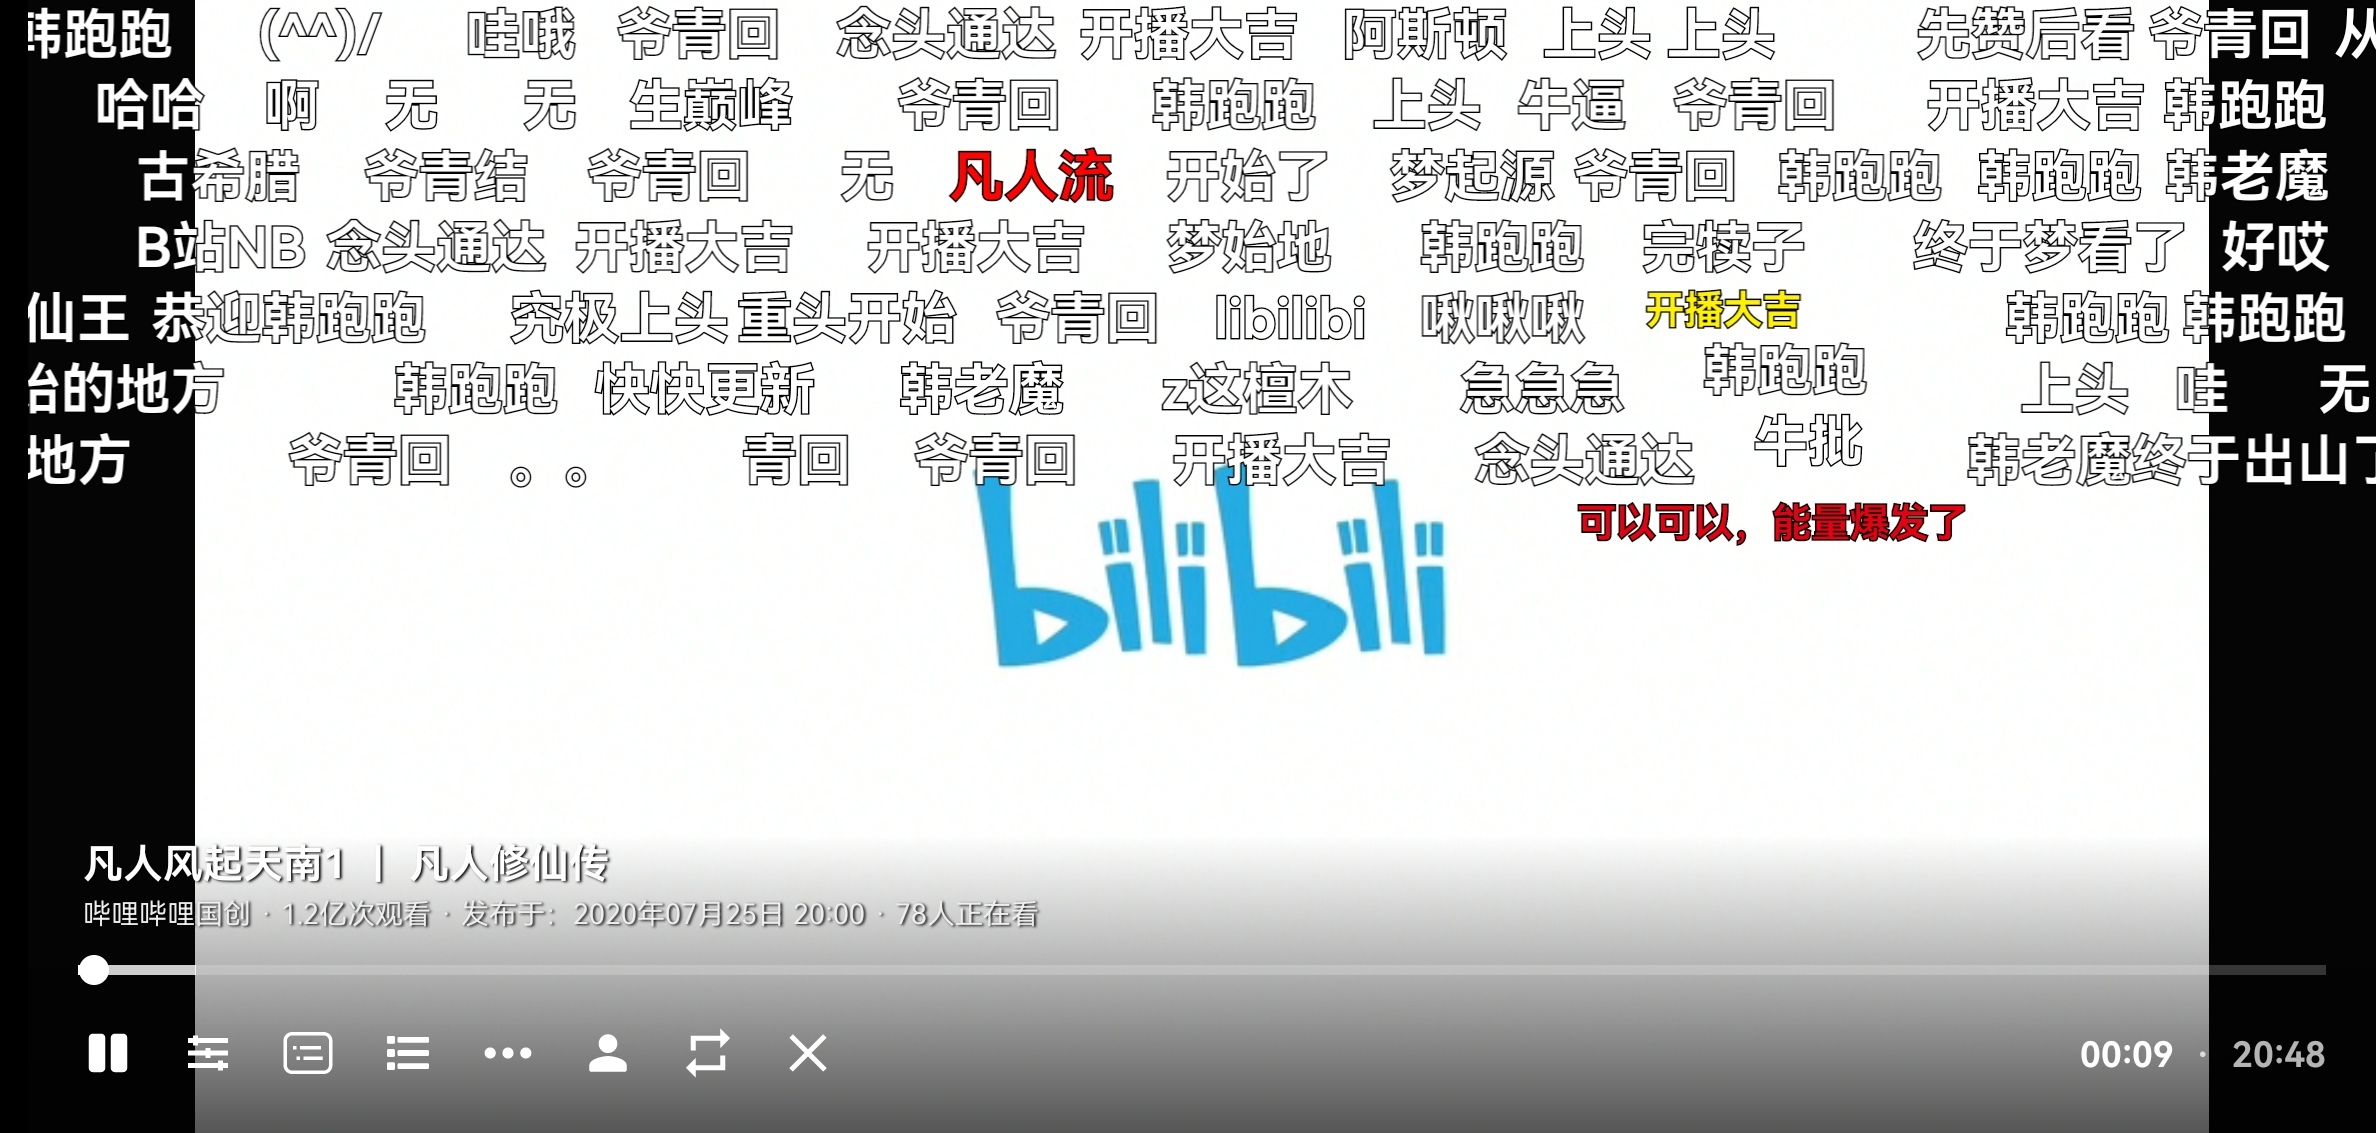 韩跑跑 (^^)/ 哇哦 爷青回 念头通达 开播大吉 阿斯顿 上头 上头 先赞后看 爷青回 从
哈哈 啊 无 无 生巅峰 爷青回 韩跑跑 上头 牛逼 爷青回 开播大吉 韩跑跑
古希腊 爷青结 爷青回 无 凡人流 开始了 梦起源 爷青回 韩跑跑 韩跑跑 韩老魔
B站NB 念头通达 开播大吉 开播大吉 梦始地 韩跑跑 完犊子 终于梦看了 好哎
仙王 恭迎韩跑跑 究极上头 重头开始 爷青回 libilibi 啾啾啾 开播大吉 韩跑跑 韩跑跑
始的地方 韩跑跑 快快更新 韩老魔 z这檀木 急急急 韩跑跑 上头 哇 无
地方 爷青回 。。 青回 爷青回 开播大吉 念头通达 牛批 韩老魔终于出山了
可以可以，能量爆发了
bilibili
凡人风起天南1 | 凡人修仙传
哔哩哔哩国创 · 1.2亿次观看 · 发布于：2020年07月25日 20:00 · 78人正在看
00:09 · 20:48